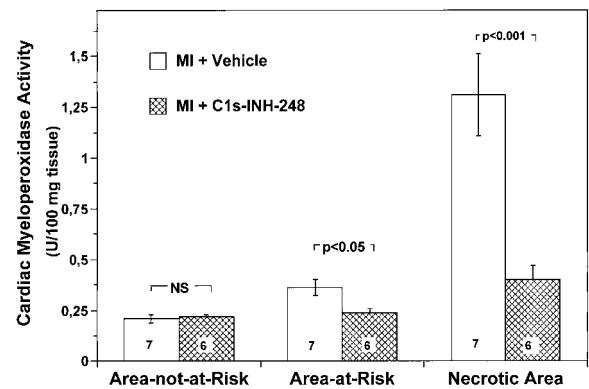 Cardiac Myeloperoxidase Activity
(U/100 mg tissue)
1,5
1,25
1
0,75
0,5
0,25
0
MI + Vehicle
MI + C1s-INH-248
NS
p<0.05
p<0.001
7
6
7
6
7
6
Area-not-at-Risk
Area-at-Risk
Necrotic Area